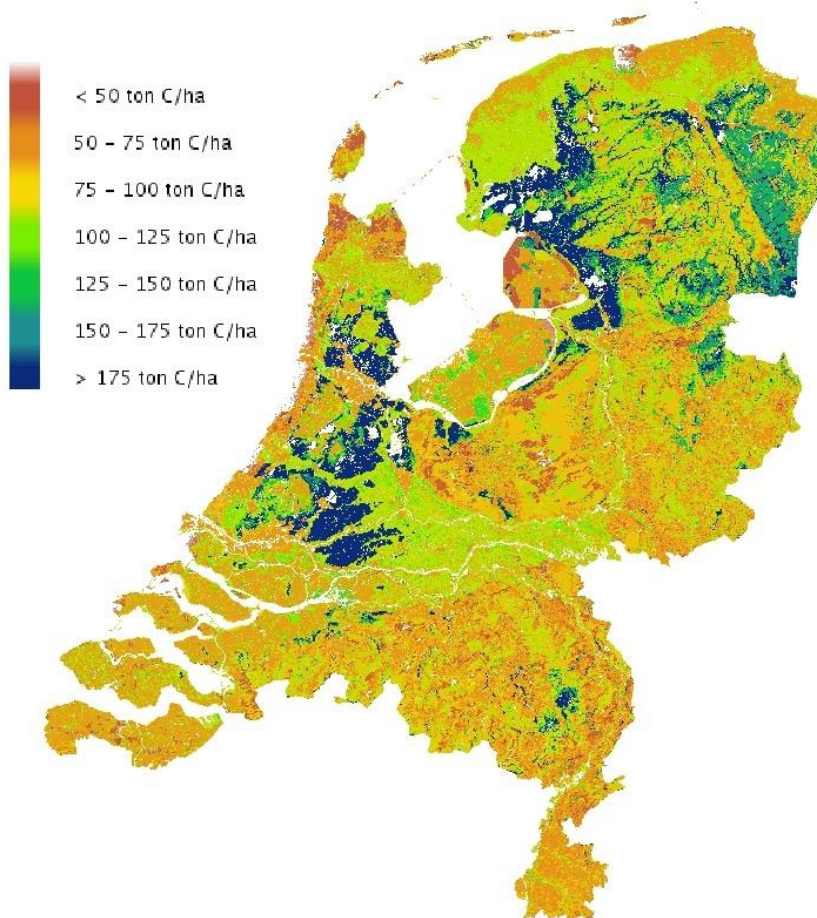 < 50 ton C/ha
50 – 75 ton C/ha
75 – 100 ton C/ha
100 – 125 ton C/ha
125 – 150 ton C/ha
150 – 175 ton C/ha
> 175 ton C/ha